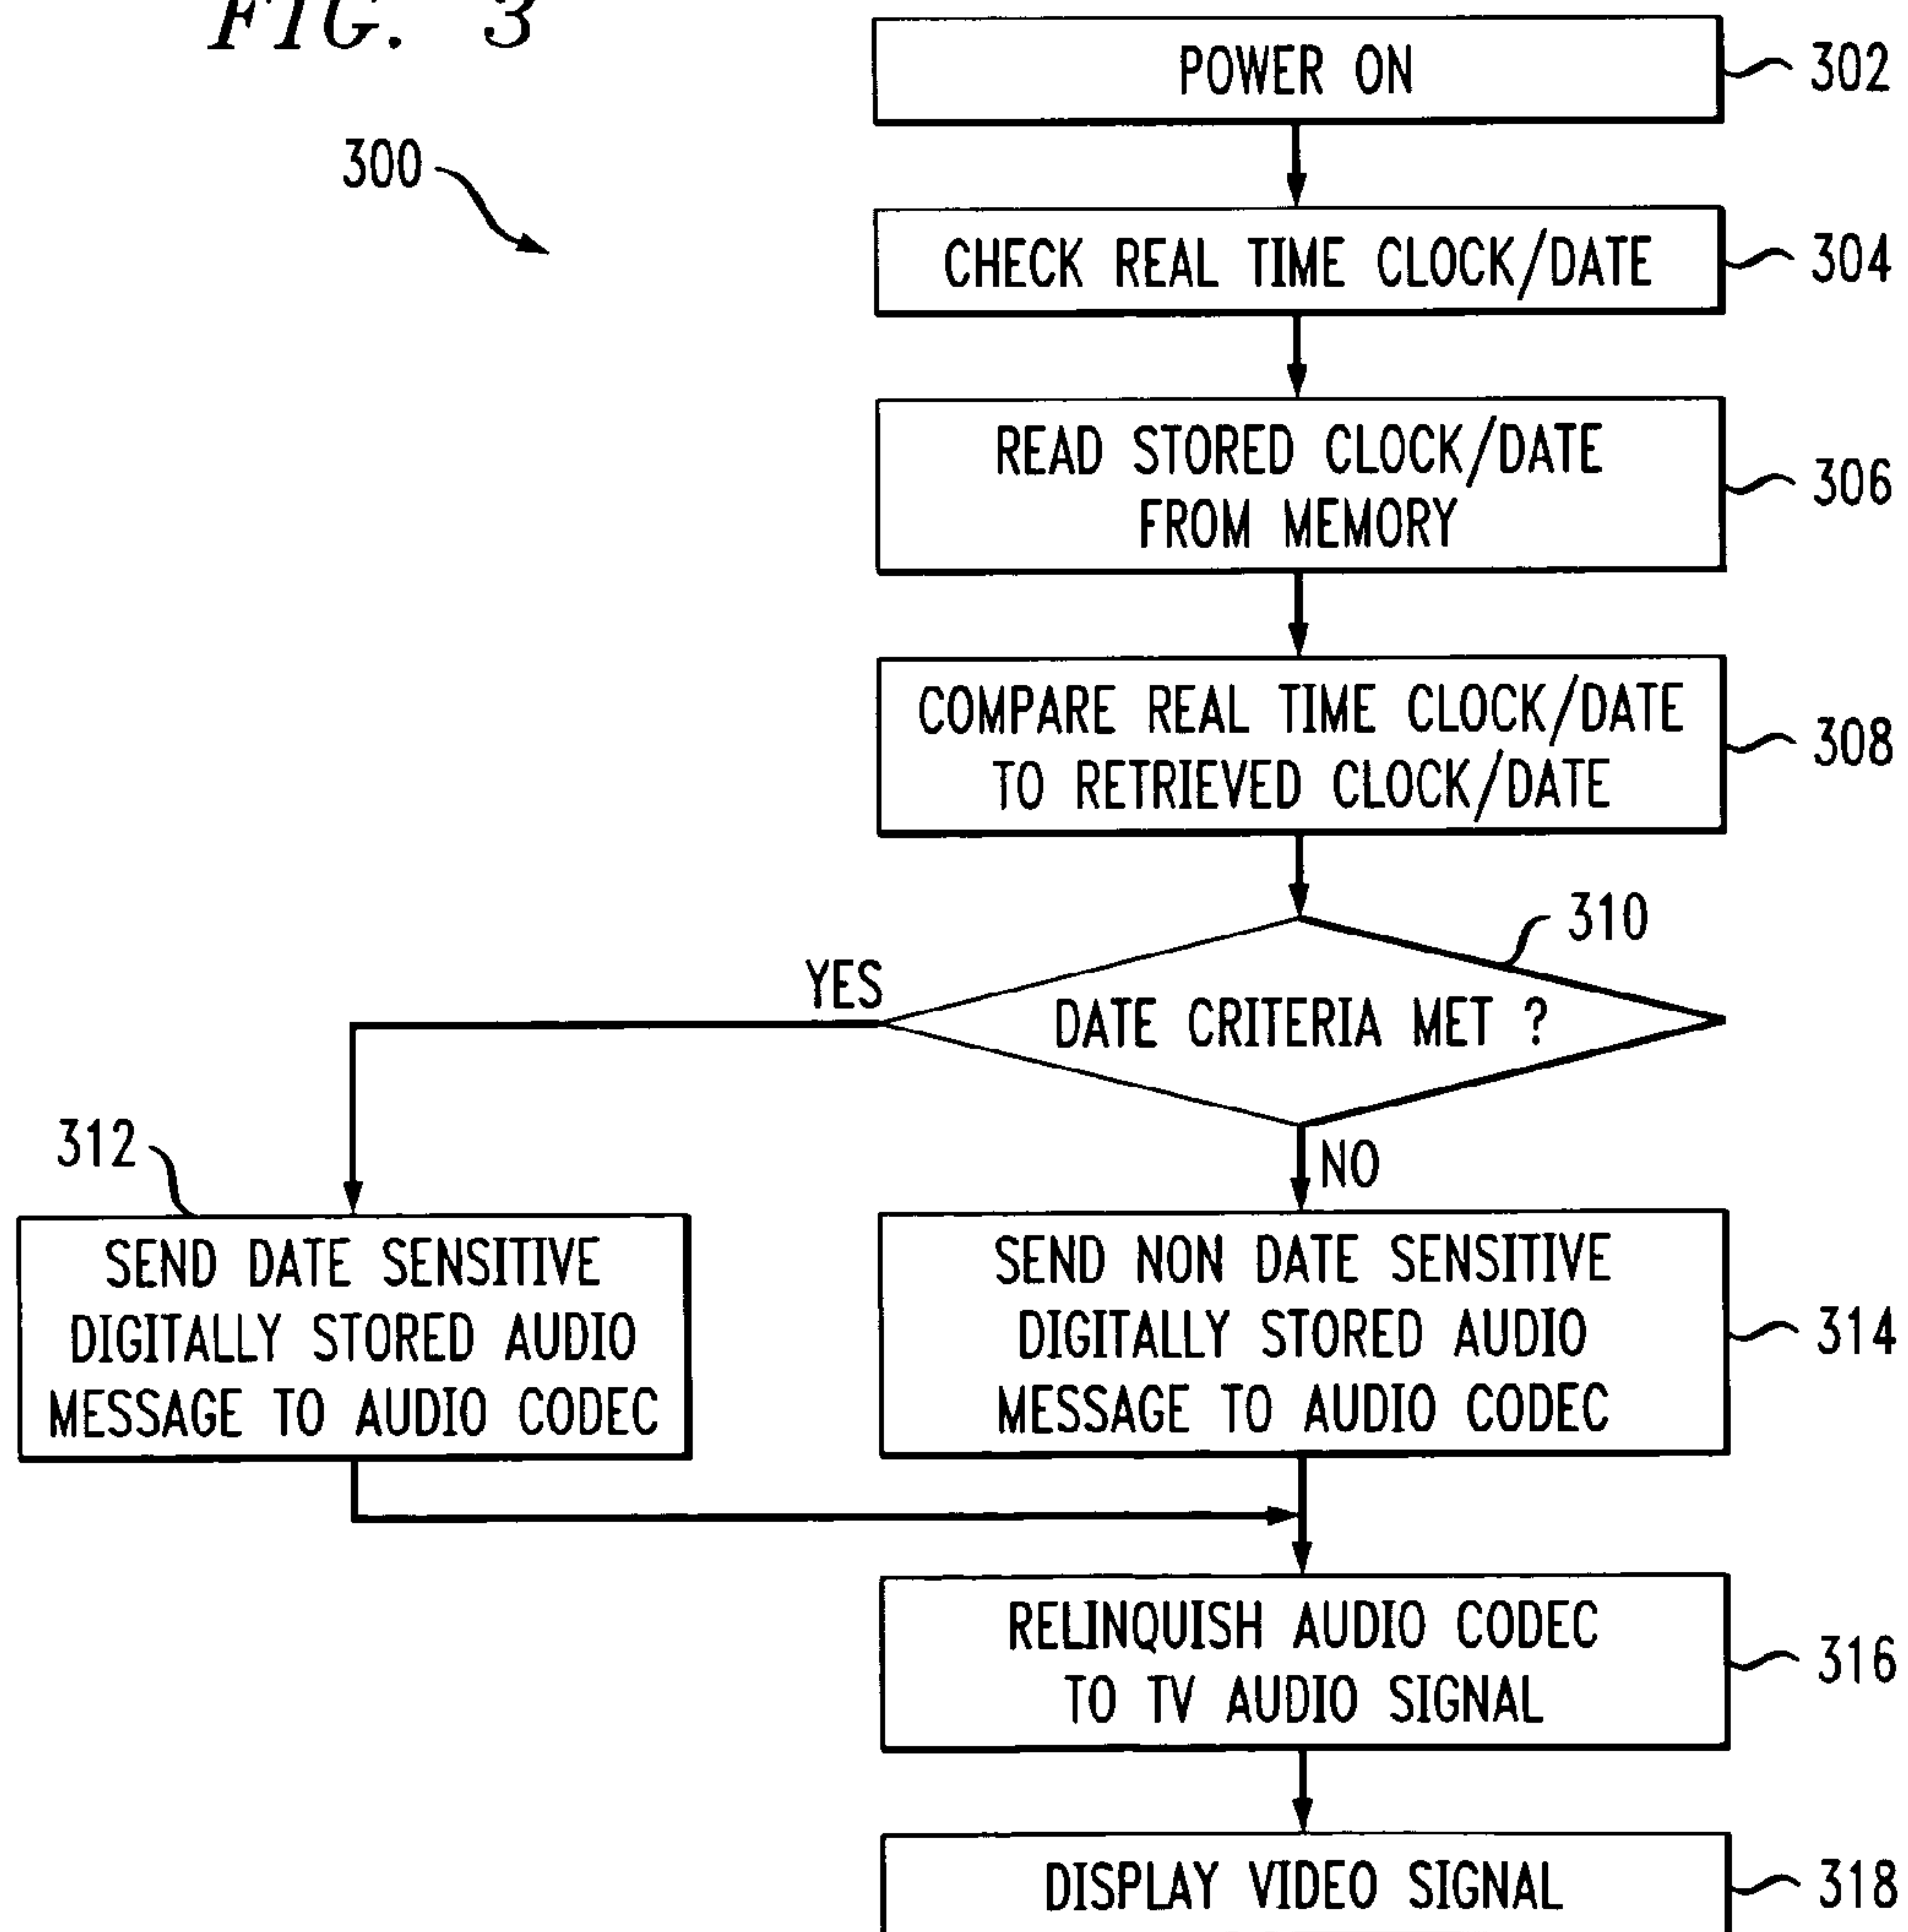 FIG. 3
POWER ON
302
300
CHECK REAL TIME CLOCK/DATE
304
READ STORED CLOCK/DATE
FROM MEMORY
306
COMPARE REAL TIME CLOCK/DATE
TO RETRIEVED CLOCK/DATE
308
310
YES
DATE CRITERIA MET ?
NO
312
SEND DATE SENSITIVE
DIGITALLY STORED AUDIO
MESSAGE TO AUDIO CODEC
SEND NON DATE SENSITIVE
DIGITALLY STORED AUDIO
MESSAGE TO AUDIO CODEC
314
RELINQUISH AUDIO CODEC
TO TV AUDIO SIGNAL
316
DISPLAY VIDEO SIGNAL
318